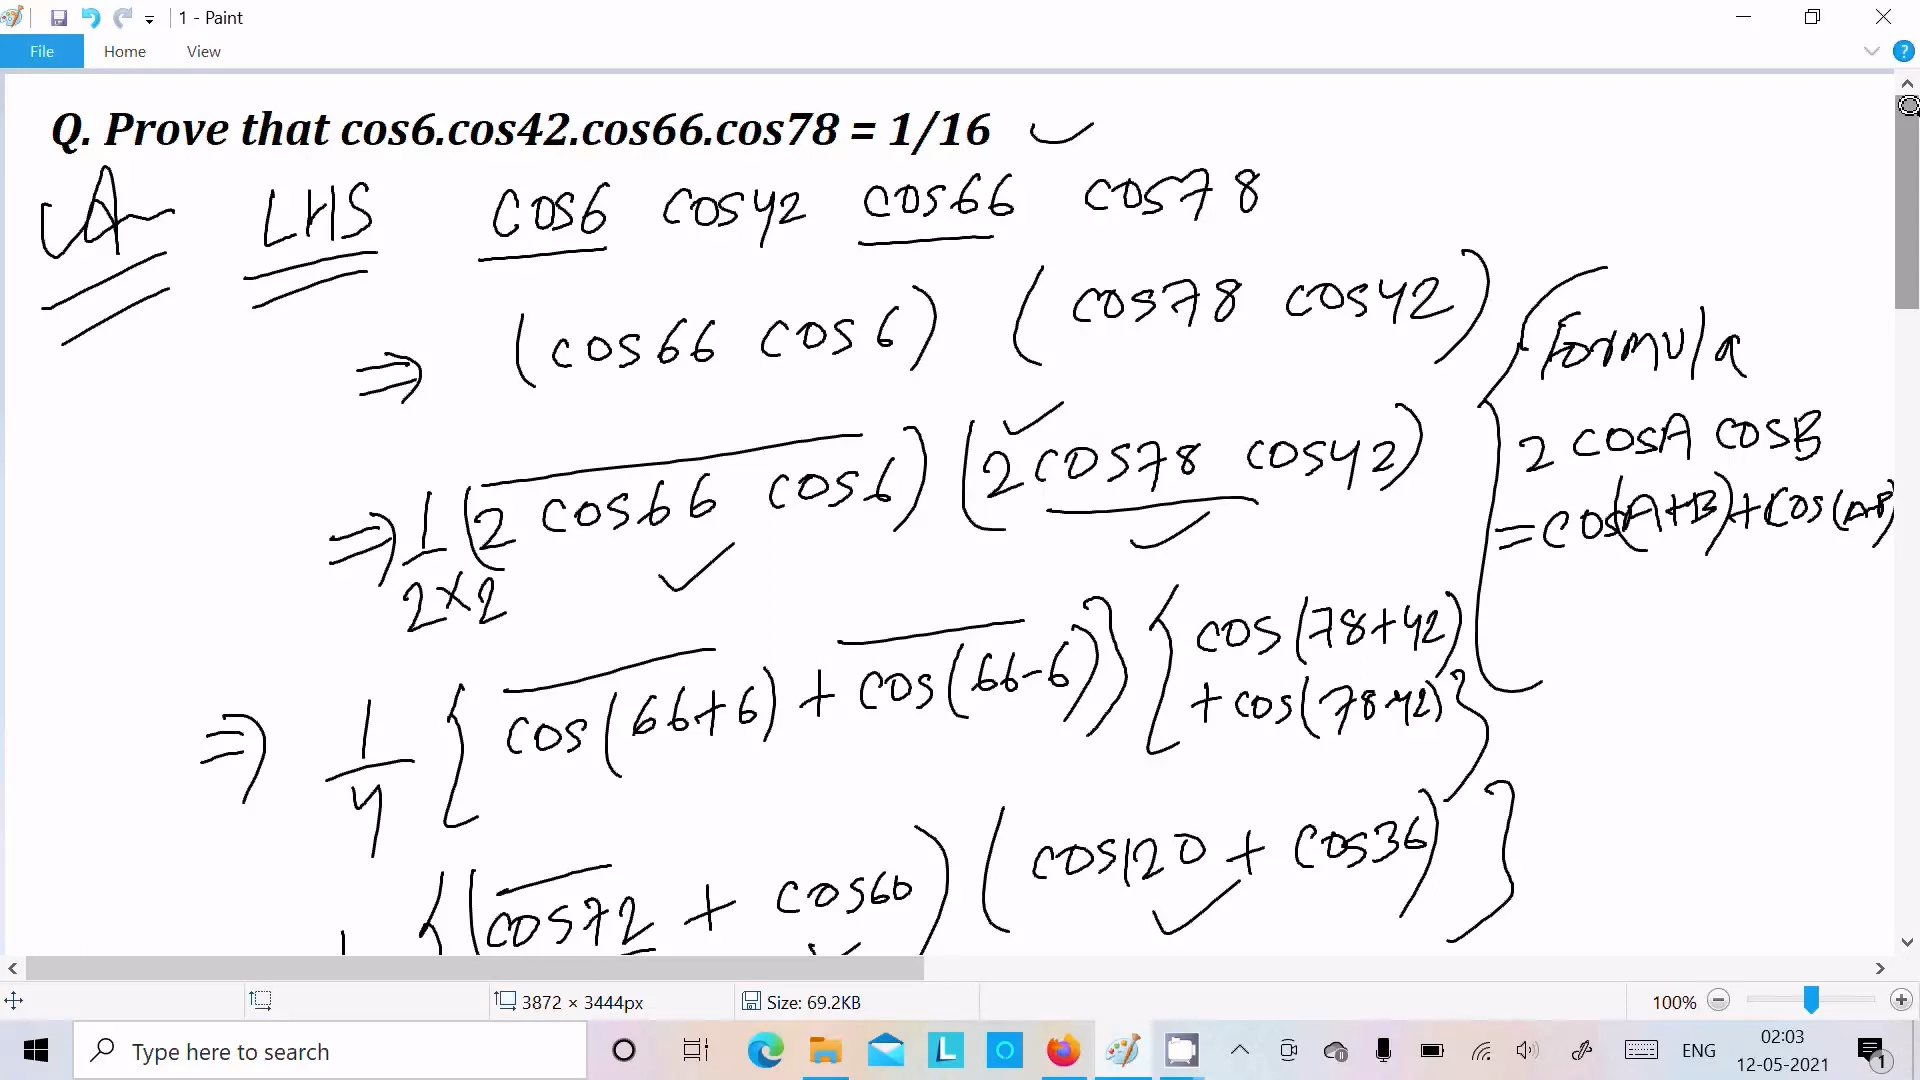 1 - Paint
File Home View
Q. Prove that cos6.cos42.cos66.cos78 = 1/16
A LHS cos6 cos42 cos66 cos78
⇒ (cos66 cos6) (cos78 cos42)
Formula
⇒ 1/2×2 (2 cos66 cos6) (2cos78 cos42)
2 cosA cosB
=cos(A+B)+cos(A-B)
⇒ 1/4 { cos(66+6) + cos(66-6)} { cos(78+42)
+ cos(78-42)}
{(cos72 + cos60) (cos120 + cos36)}
3872 × 3444px Size: 69.2KB 100%
Type here to search
ENG
02:03
12-05-2021
1